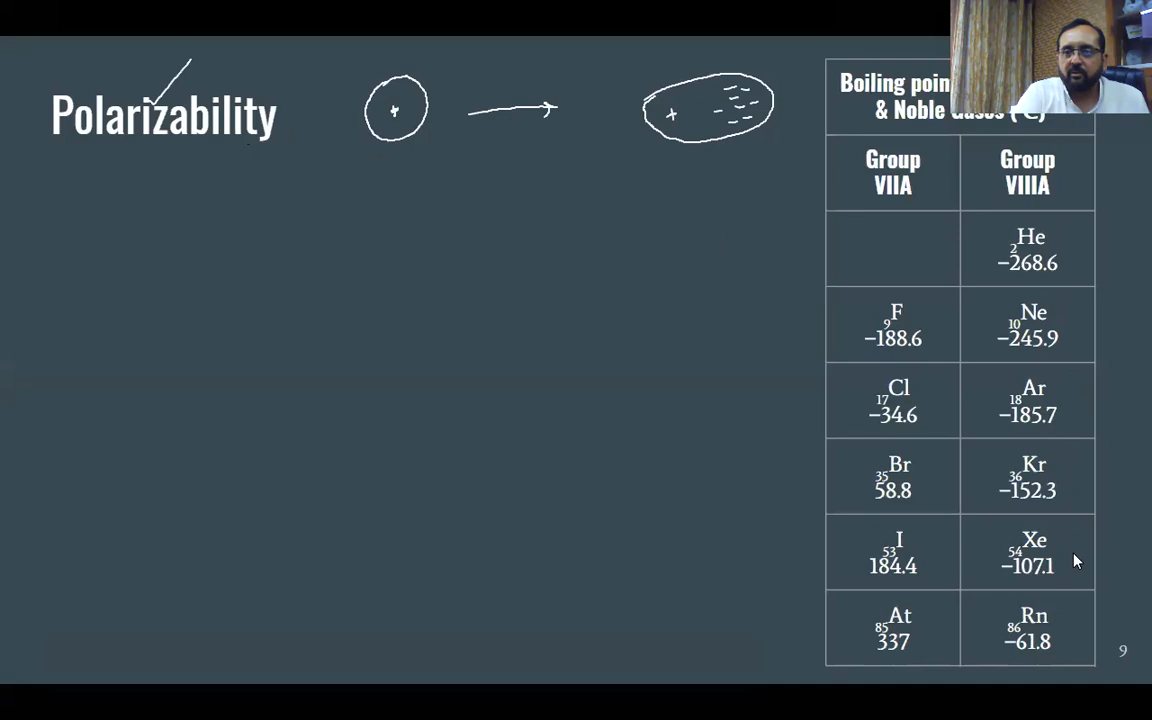 Polarizability
+
+
Boiling poin
& Noble Gases (°C)
Group VIIA
Group VIIIA
₂He
−268.6
₉F
−188.6
₁₀Ne
−245.9
₁₇Cl
−34.6
₁₈Ar
−185.7
₃₅Br
58.8
₃₆Kr
−152.3
₅₃I
184.4
₅₄Xe
−107.1
₈₅At
337
₈₆Rn
−61.8
9